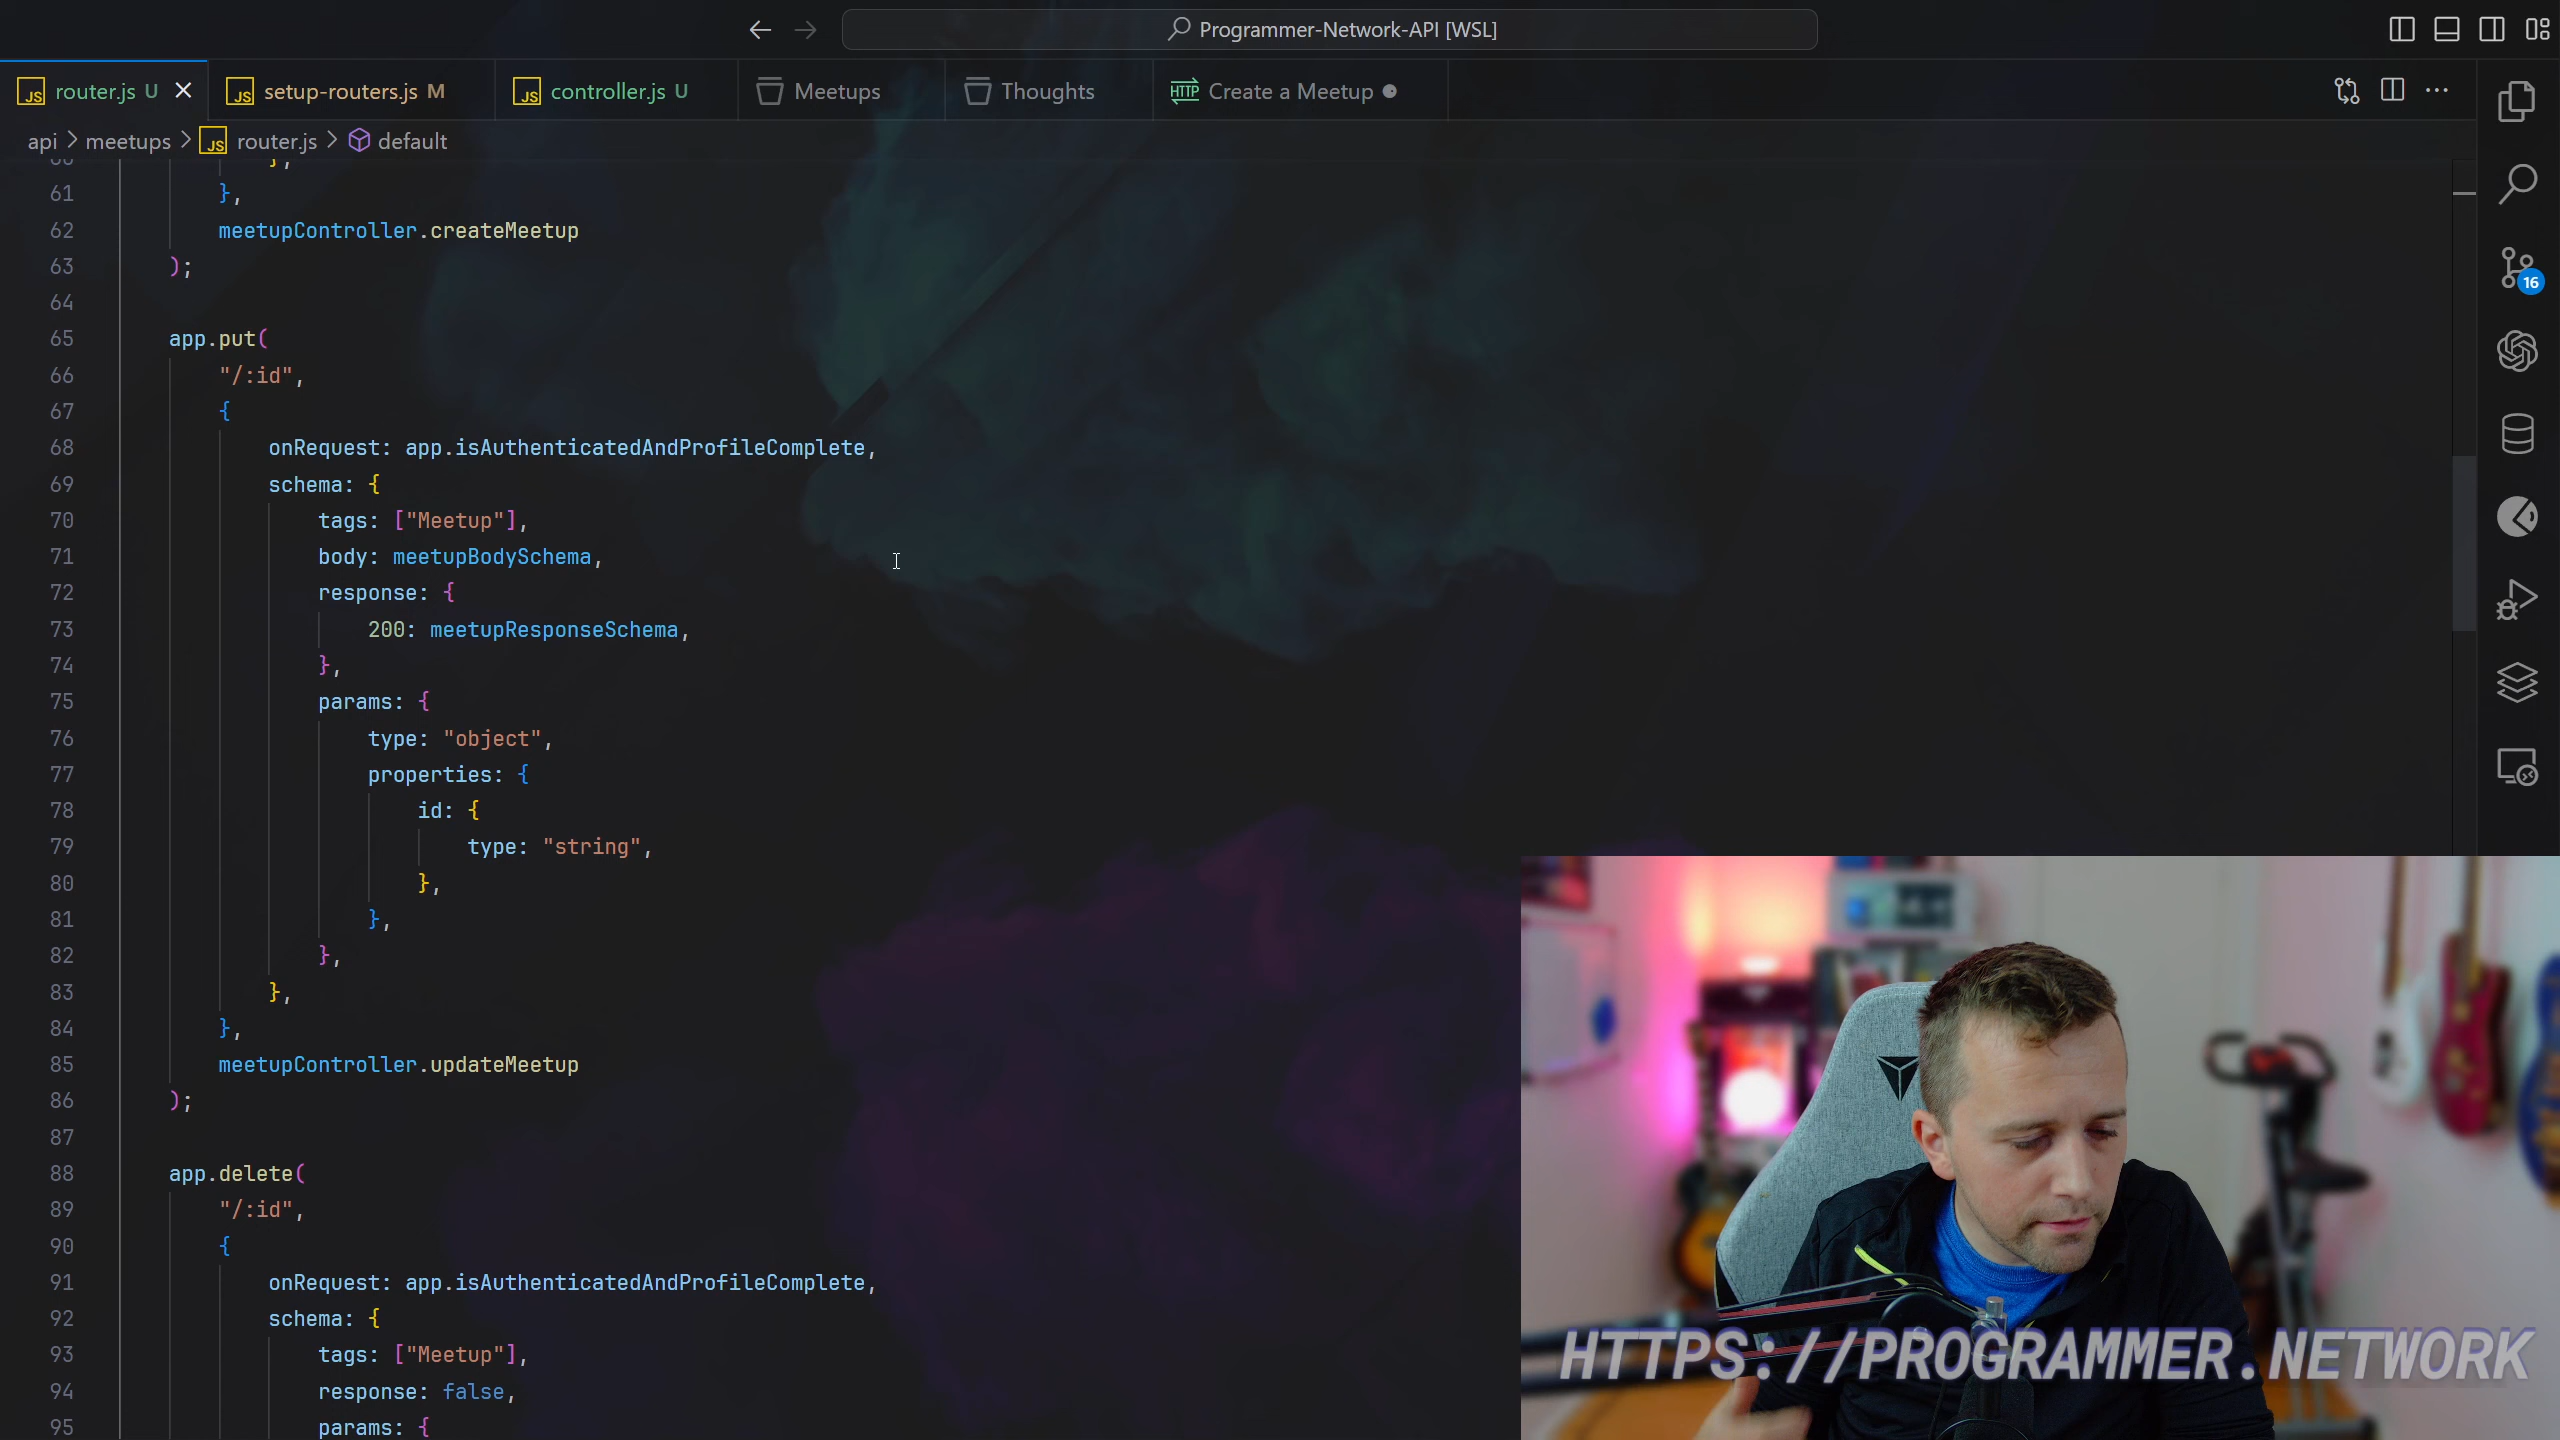 Programmer-Network-API [WSL]
router.js U
setup-routers.js M
controller.js U
Meetups
Thoughts
HTTP Create a Meetup
api > meetups > JS router.js > default
61 },
62 meetupController.createMeetup
63 );
64
65 app.put(
66 "/:id",
67 {
68 onRequest: app.isAuthenticatedAndProfileComplete,
69 schema: {
70 tags: ["Meetup"],
71 body: meetupBodySchema,
72 response: {
73 200: meetupResponseSchema,
74 },
75 params: {
76 type: "object",
77 properties: {
78 id: {
79 type: "string",
80 },
81 },
82 },
83 },
84 },
85 meetupController.updateMeetup
86 );
87
88 app.delete(
89 "/:id",
90 {
91 onRequest: app.isAuthenticatedAndProfileComplete,
92 schema: {
93 tags: ["Meetup"],
94 response: false,
95 params: {
16
HTTPS://PROGRAMMER.NETWORK